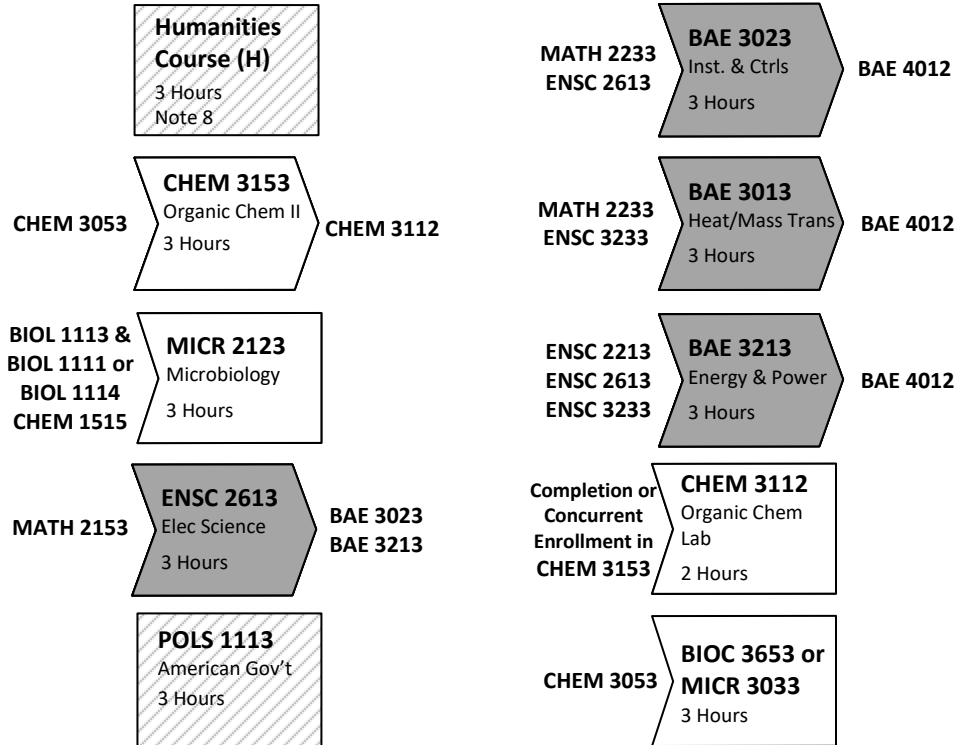 Humanities
Course (H)
3 Hours
Note 8
CHEM 3053
CHEM 3153
Organic Chem II
3 Hours
CHEM 3112
BIOL 1113 &
BIOL 1111 or
BIOL 1114
CHEM 1515
MICR 2123
Microbiology
3 Hours
MATH 2153
ENSC 2613
Elec Science
3 Hours
BAE 3023
BAE 3213
POLS 1113
American Gov’t
3 Hours
MATH 2233
ENSC 2613
BAE 3023
Inst. & Ctrls
3 Hours
BAE 4012
MATH 2233
ENSC 3233
BAE 3013
Heat/Mass Trans
3 Hours
BAE 4012
ENSC 2213
ENSC 2613
ENSC 3233
BAE 3213
Energy & Power
3 Hours
BAE 4012
Completion or
Concurrent
Enrollment in
CHEM 3153
CHEM 3112
Organic Chem
Lab
2 Hours
CHEM 3053
BIOC 3653 or
MICR 3033
3 Hours